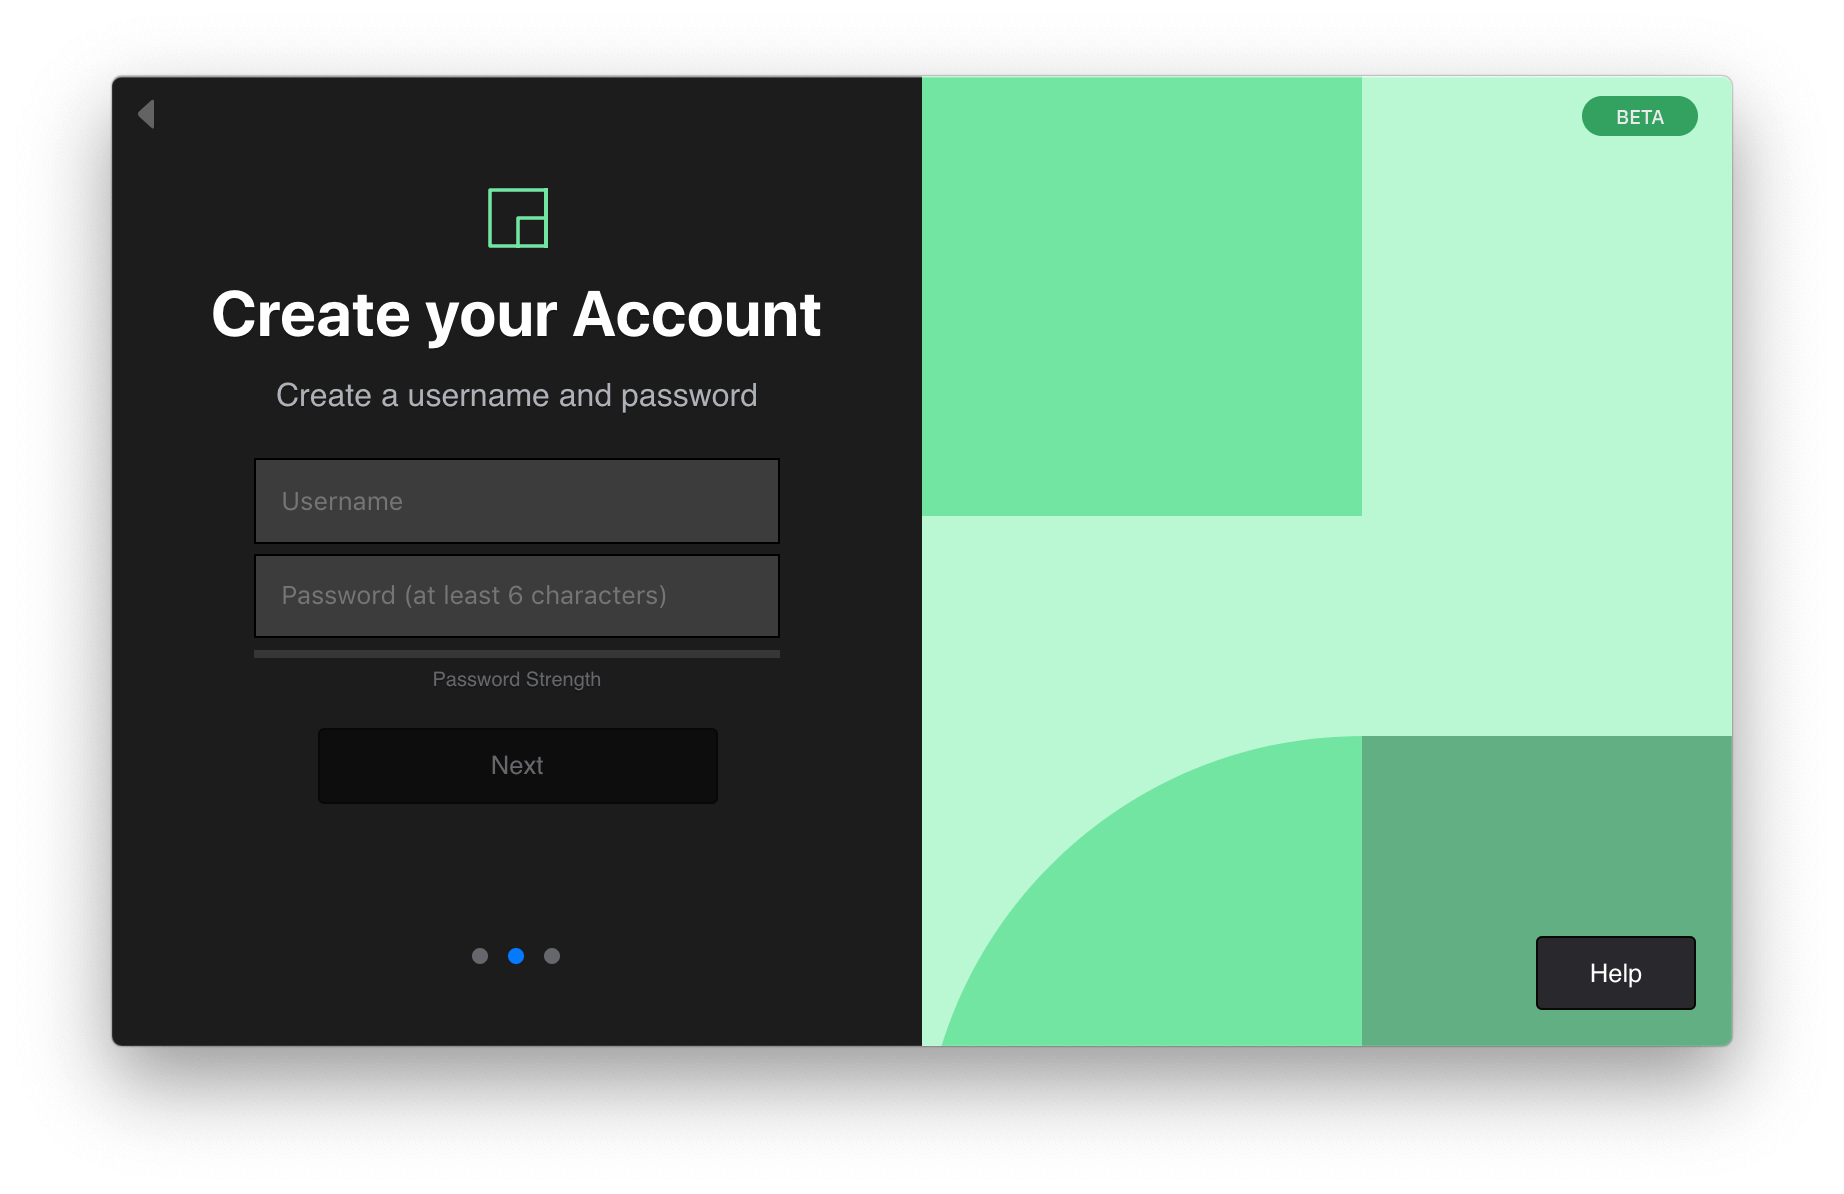 BETA
Create your Account
Create a username and password
Username
Password (at least 6 characters)
Password Strength
Next
Help